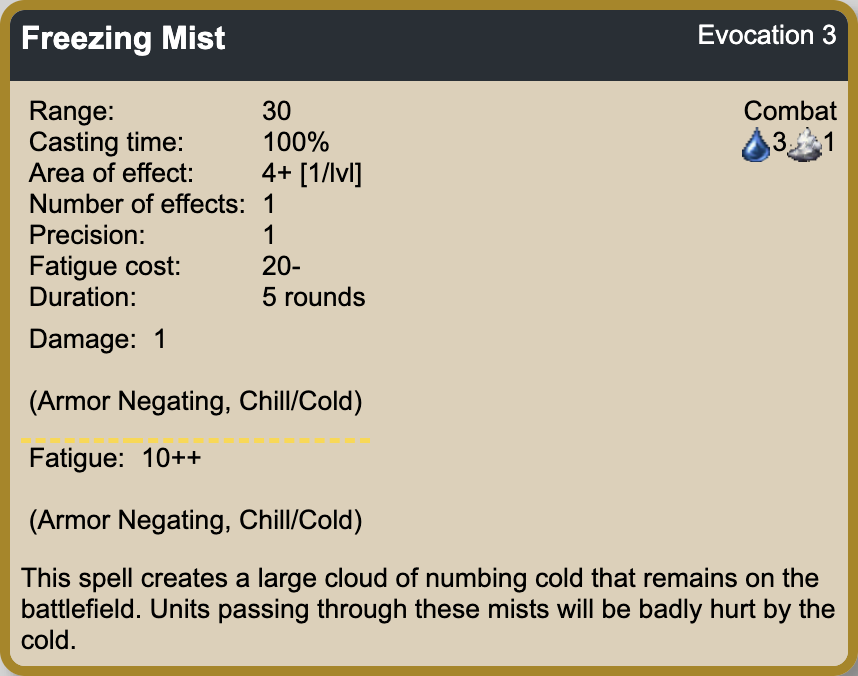 Freezing Mist Evocation 3
Range: 30 Combat
Casting time: 100% 3 1
Area of effect: 4+ [1/lvl]
Number of effects: 1
Precision: 1
Fatigue cost: 20-
Duration: 5 rounds
Damage: 1
(Armor Negating, Chill/Cold)
Fatigue: 10++
(Armor Negating, Chill/Cold)
This spell creates a large cloud of numbing cold that remains on the
battlefield. Units passing through these mists will be badly hurt by the
cold.